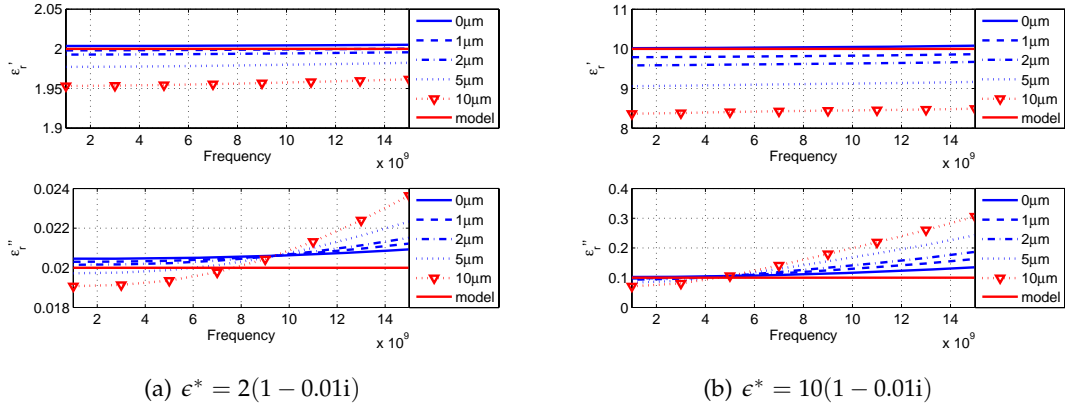 2.05
2
1.95
1.9
εr'
2 4 6 8 10 12 14
Frequency
x 10^9
0μm
1μm
2μm
5μm
10μm
model
11
10
9
8
εr'
2 4 6 8 10 12 14
Frequency
x 10^9
0μm
1μm
2μm
5μm
10μm
model
0.024
0.022
0.02
0.018
εr''
2 4 6 8 10 12 14
Frequency
x 10^9
0μm
1μm
2μm
5μm
10μm
model
0.4
0.3
0.2
0.1
0
εr''
2 4 6 8 10 12 14
Frequency
x 10^9
0μm
1μm
2μm
5μm
10μm
model
(a) ϵ* = 2(1 − 0.01i)
(b) ϵ* = 10(1 − 0.01i)